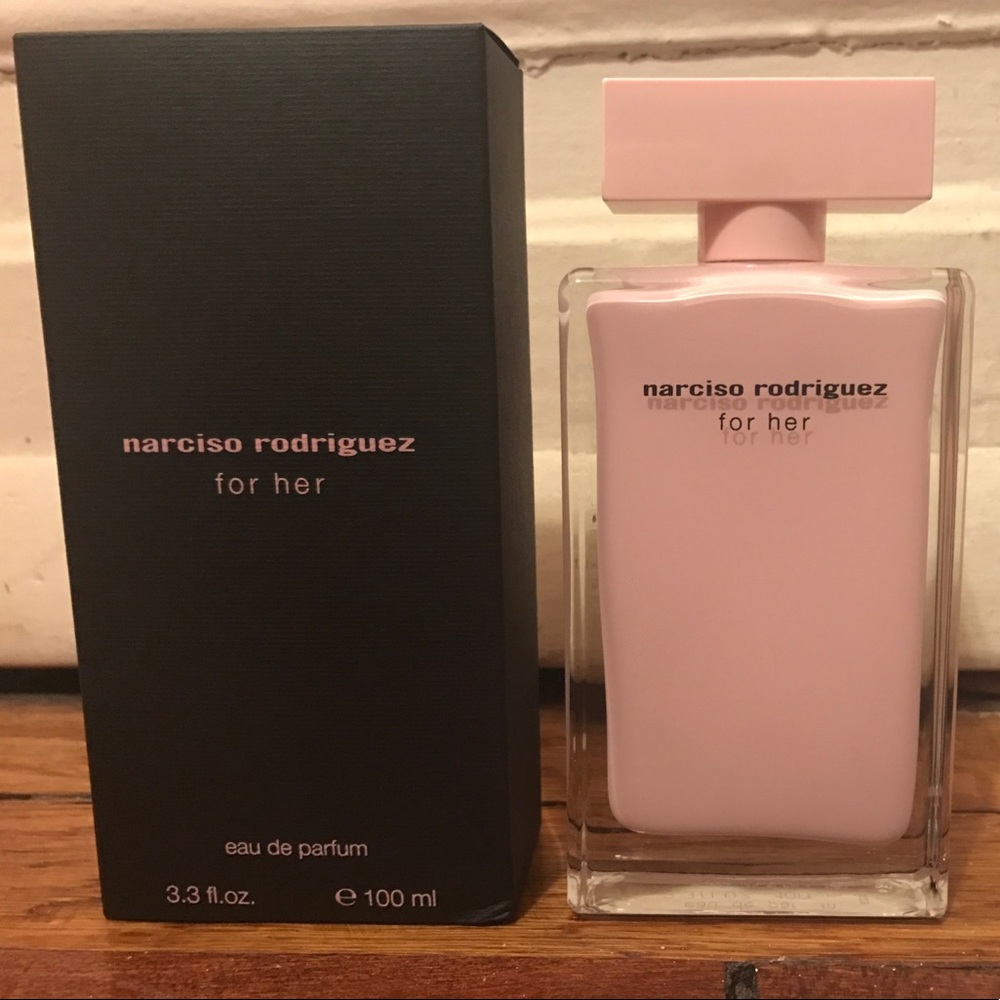 narciso rodriguez
for her
eau de parfum
3.3 fl.oz. ℮ 100 ml
narciso rodriguez
for her